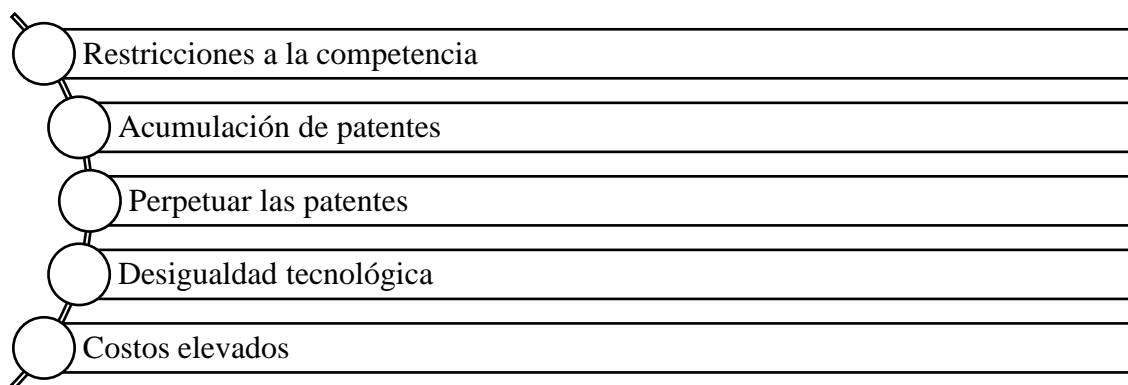 Restricciones a la competencia
Acumulación de patentes
Perpetuar las patentes
Desigualdad tecnológica
Costos elevados